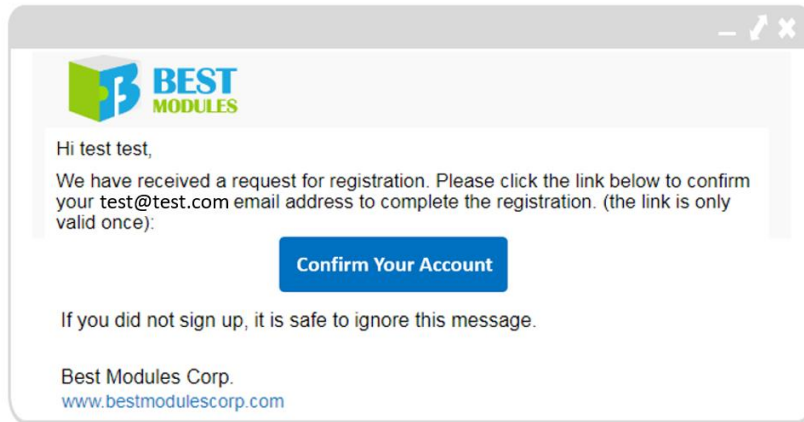 BEST
MODULES
Hi test test,
We have received a request for registration. Please click the link below to confirm
your test@test.com email address to complete the registration. (the link is only
valid once):
Confirm Your Account
If you did not sign up, it is safe to ignore this message.
Best Modules Corp.
www.bestmodulescorp.com